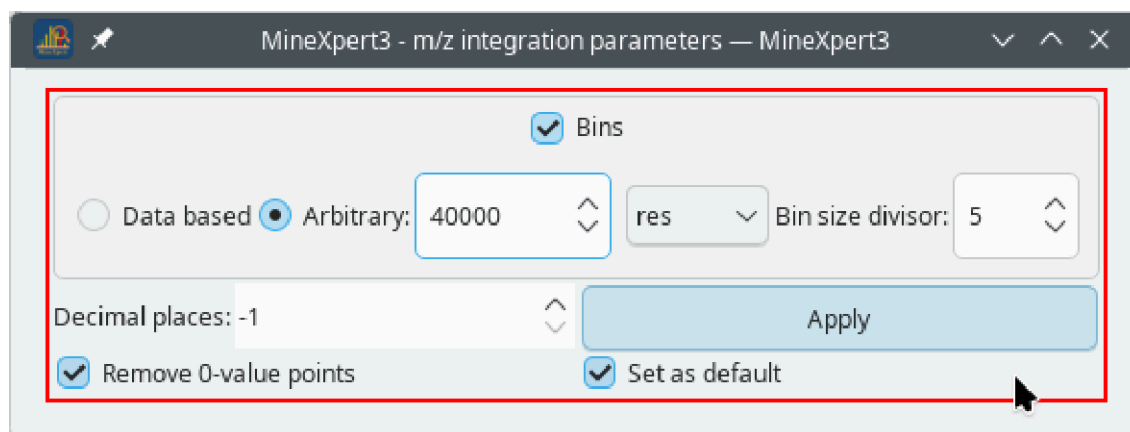 MineXpert3 - m/z integration parameters — MineXpert3
Bins
Data based Arbitrary: 40000 res Bin size divisor: 5
Decimal places: -1 Apply
Remove 0-value points Set as default